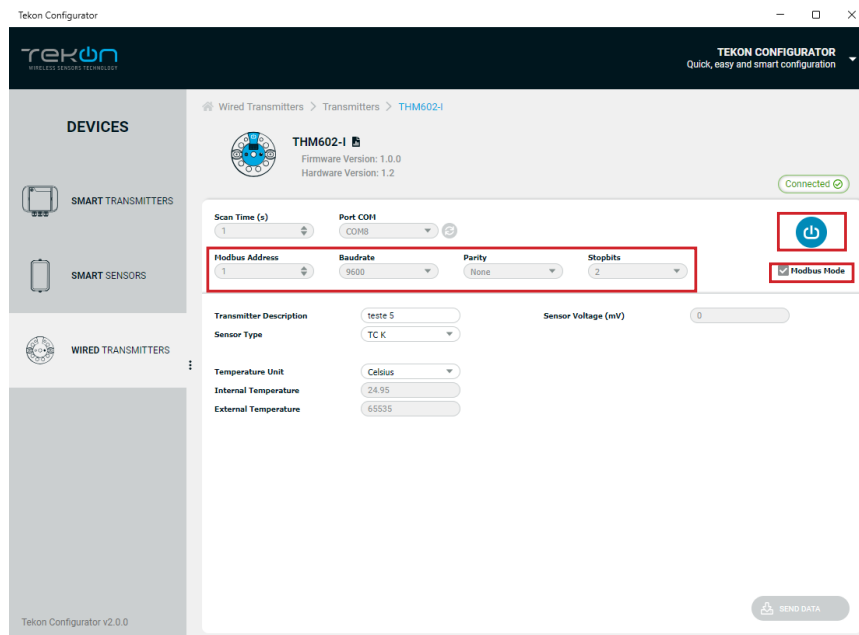 Tekon Configurator
TEKON
WIRELESS SENSORS TECHNOLOGY
TEKON CONFIGURATOR
Quick, easy and smart configuration
DEVICES
SMART TRANSMITTERS
SMART SENSORS
WIRED TRANSMITTERS
Tekon Configurator v2.0.0
Wired Transmitters > Transmitters > THM602-I
THM602-I
Firmware Version: 1.0.0
Hardware Version: 1.2
Connected
Scan Time (s) Port COM
1 COM8
Modbus Address Baudrate Parity Stopbits
1 9600 None 2
Modbus Mode
Transmitter Description teste 5 Sensor Voltage (mV) 0
Sensor Type TC K
Temperature Unit Celsius
Internal Temperature 24.95
External Temperature 65535
SEND DATA